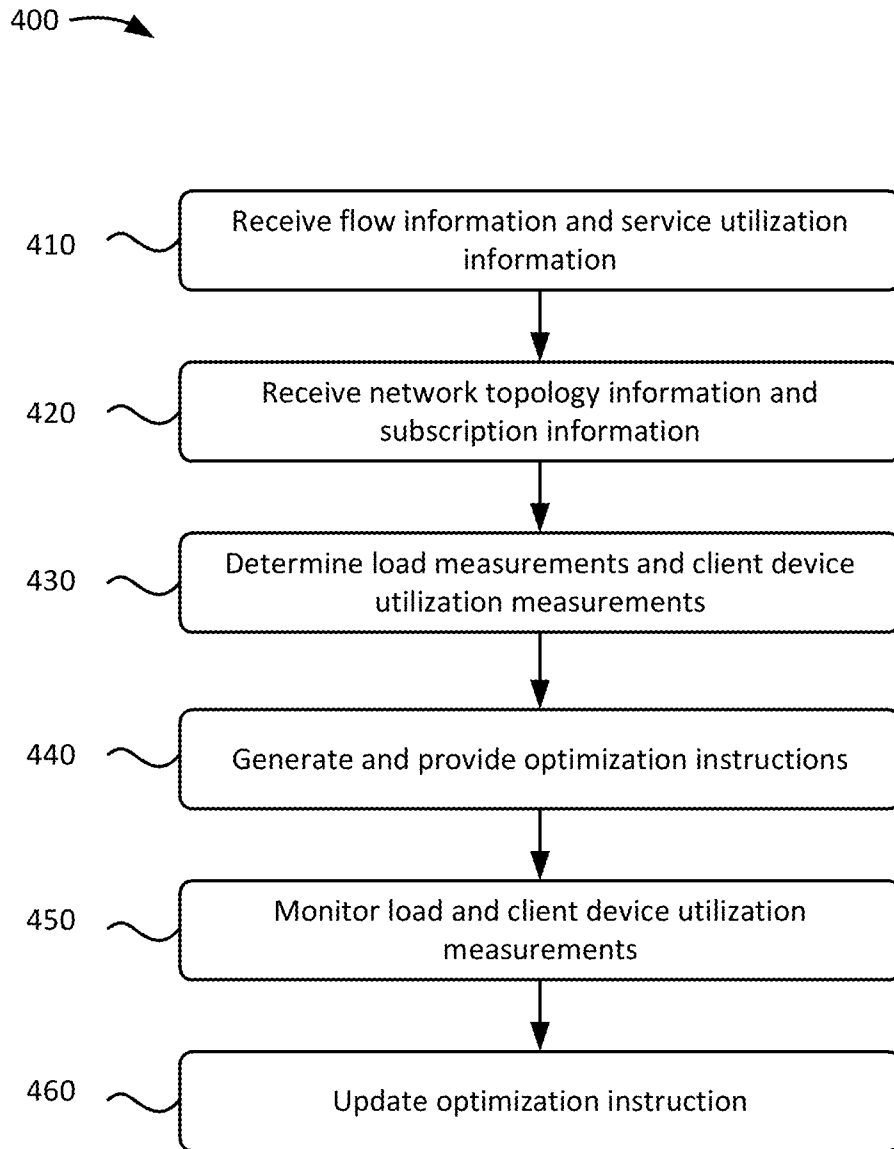 400
410
Receive flow information and service utilization
information
420
Receive network topology information and
subscription information
430
Determine load measurements and client device
utilization measurements
440
Generate and provide optimization instructions
450
Monitor load and client device utilization
measurements
460
Update optimization instruction